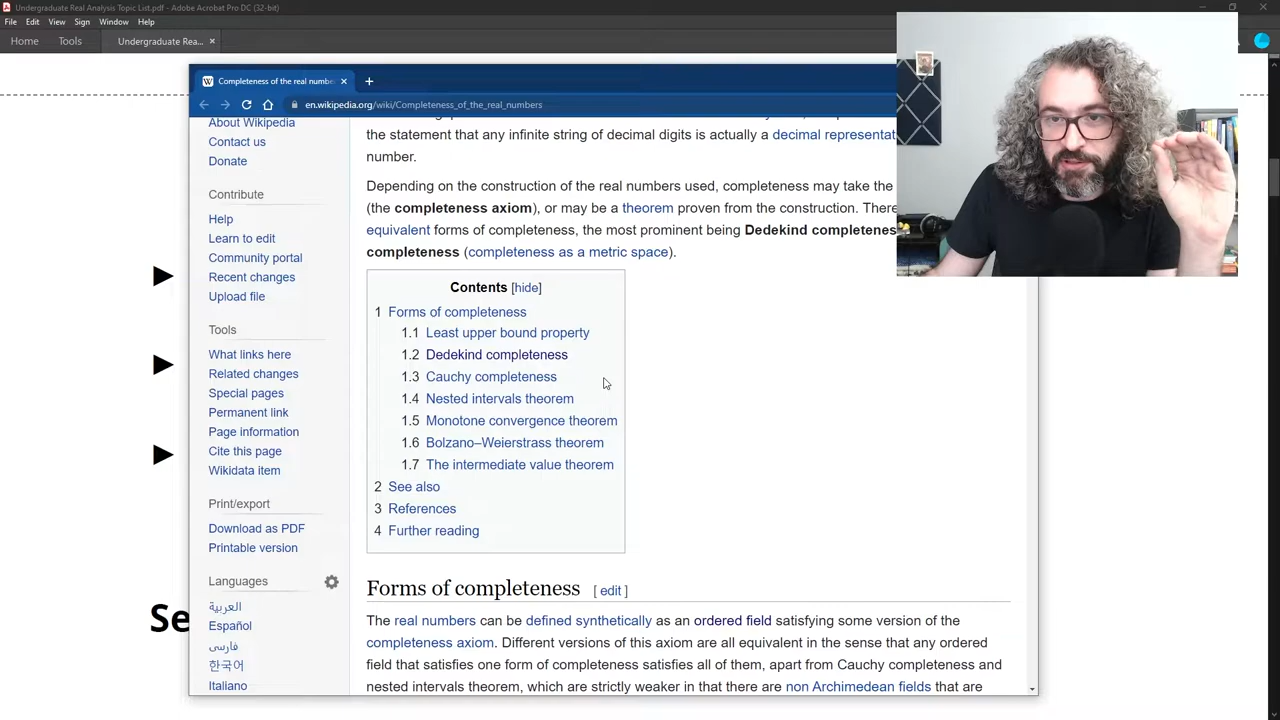 Undergraduate Real Analysis Topic List.pdf - Adobe Acrobat Pro DC (32-bit)
File Edit View Sign Window Help
Home Tools Undergraduate Rea... ×
Completeness of the real numbe × +
en.wikipedia.org/wiki/Completeness_of_the_real_numbers
About Wikipedia
Contact us
Donate
Contribute
Help
Learn to edit
Community portal
Recent changes
Upload file
Tools
What links here
Related changes
Special pages
Permanent link
Page information
Cite this page
Wikidata item
Print/export
Download as PDF
Printable version
Languages
العربية
Español
فارسی
한국어
Italiano
the statement that any infinite string of decimal digits is actually a decimal representat
number.
Depending on the construction of the real numbers used, completeness may take the
(the completeness axiom), or may be a theorem proven from the construction. There
equivalent forms of completeness, the most prominent being Dedekind completenes
completeness (completeness as a metric space).
Contents [hide]
1 Forms of completeness
1.1 Least upper bound property
1.2 Dedekind completeness
1.3 Cauchy completeness
1.4 Nested intervals theorem
1.5 Monotone convergence theorem
1.6 Bolzano–Weierstrass theorem
1.7 The intermediate value theorem
2 See also
3 References
4 Further reading
Forms of completeness [ edit ]
The real numbers can be defined synthetically as an ordered field satisfying some version of the
completeness axiom. Different versions of this axiom are all equivalent in the sense that any ordered
field that satisfies one form of completeness satisfies all of them, apart from Cauchy completeness and
nested intervals theorem, which are strictly weaker in that there are non Archimedean fields that are
Se